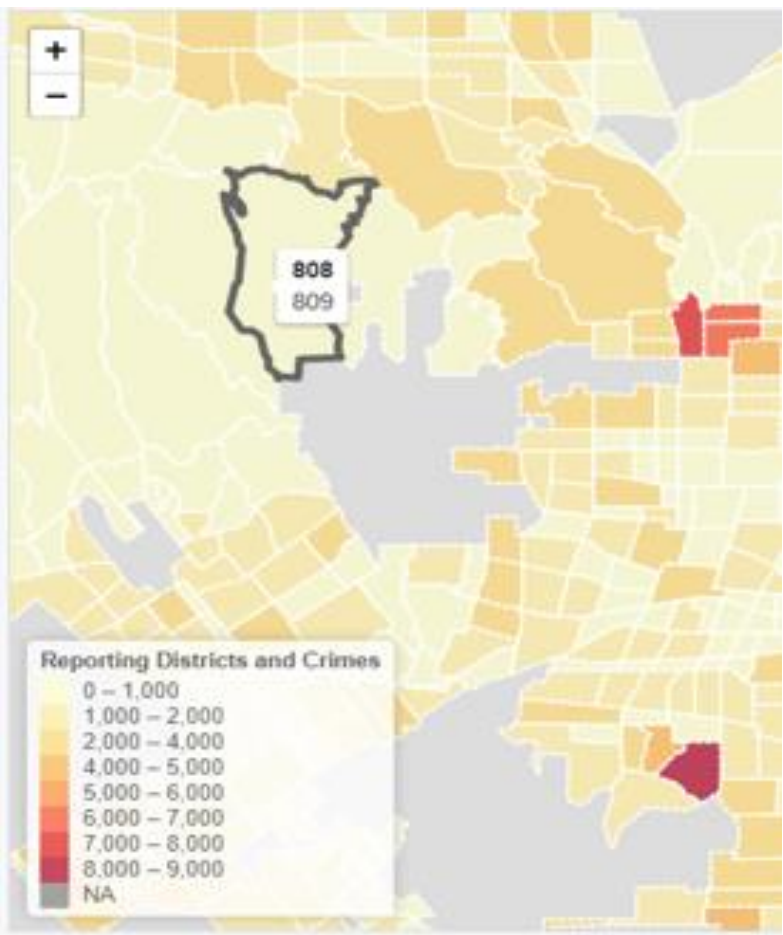 +
−
808
809
Reporting Districts and Crimes
0 – 1,000
1,000 – 2,000
2,000 – 4,000
4,000 – 5,000
5,000 – 6,000
6,000 – 7,000
7,000 – 8,000
8,000 – 9,000
NA